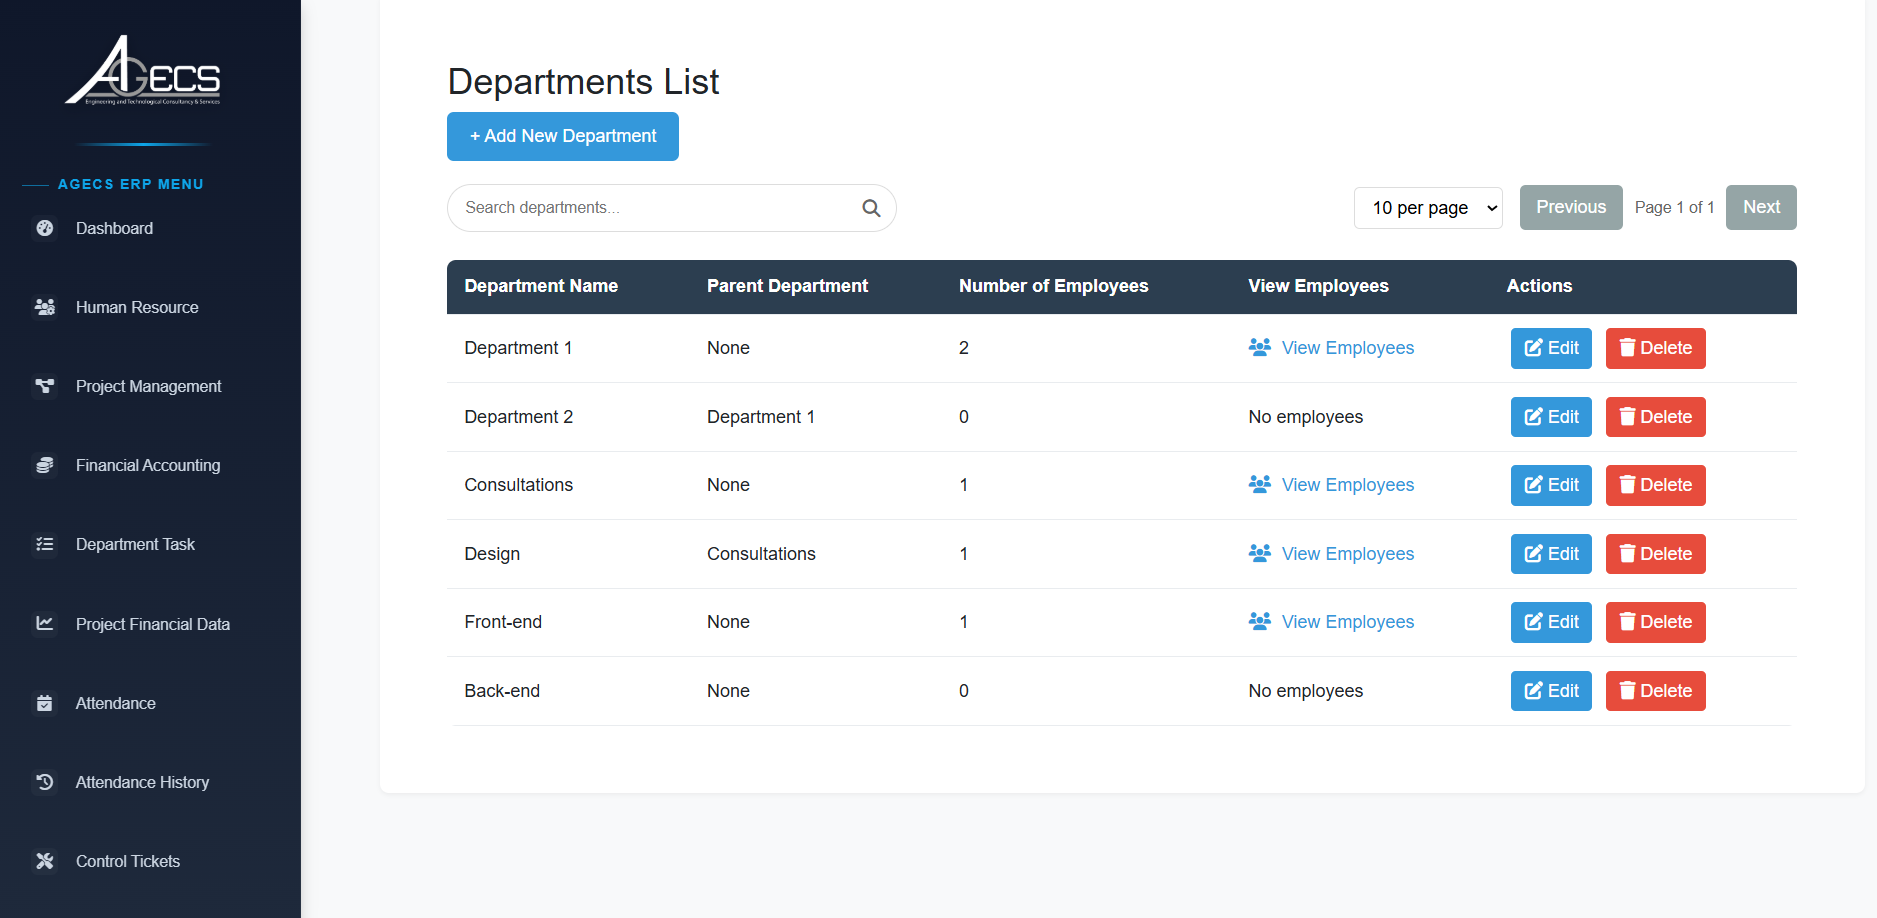 AGECS
Engineering and Technological Consultancy & Services
AGECS ERP MENU
Dashboard
Human Resource
Project Management
Financial Accounting
Department Task
Project Financial Data
Attendance
Attendance History
Control Tickets
Departments List
+ Add New Department
Search departments...
10 per page Previous Page 1 of 1 Next
Department Name Parent Department Number of Employees View Employees Actions
Department 1 None 2 View Employees Edit Delete
Department 2 Department 1 0 No employees Edit Delete
Consultations None 1 View Employees Edit Delete
Design Consultations 1 View Employees Edit Delete
Front-end None 1 View Employees Edit Delete
Back-end None 0 No employees Edit Delete